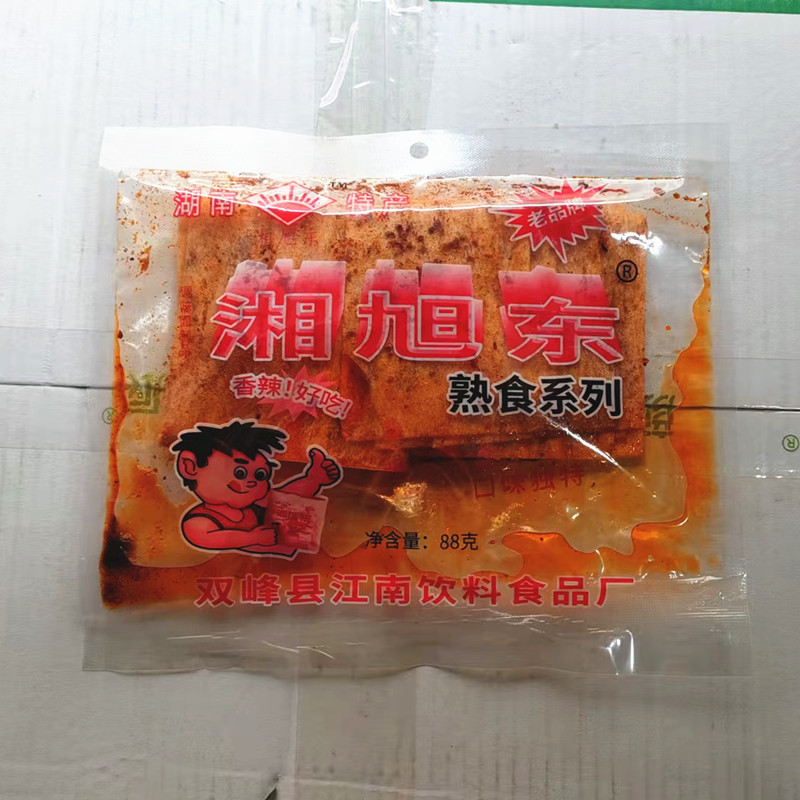 湖南 TM 特产
老品牌
湘旭东®
香辣!好吃!
熟食系列
口味独特
净含量：88克
双峰县江南饮料食品厂
®